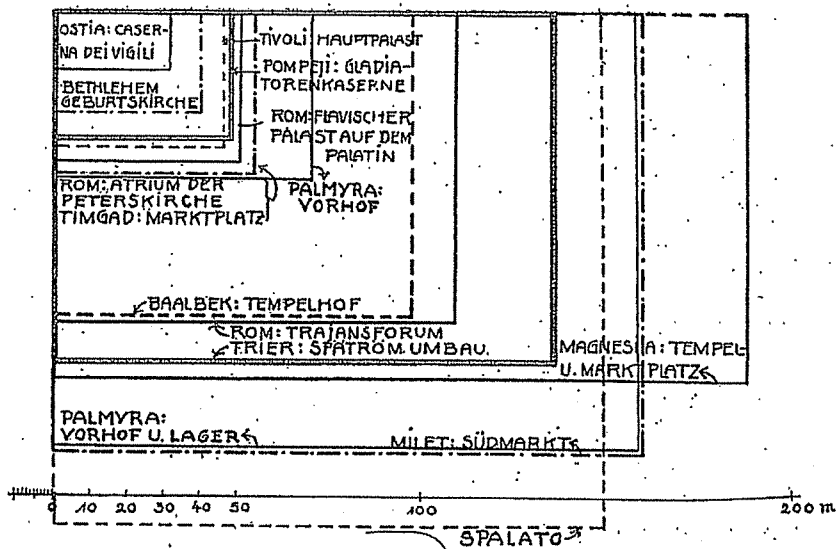 OSTIA: CASER-
NA DEI VIGILI
BETHLEHEM
GEBURTSKIRCHE
TIVOLI HAUPTPALAST
POMPEJI: GLADIA-
TORENKASERNE
ROM: FLAVISCHER
PALAST AUF DEM
PALATIN
ROM: ATRIUM DER
PETERSKIRCHE
TIMGAD: MARKTPLATZ
PALMYRA:
VORHOF
BAALBEK: TEMPELHOF
ROM: TRAJANSFORUM
TRIER: SPÄTRÖM. UMBAU.
MAGNESIA: TEMPEL-
U. MARKTPLATZ
PALMYRA:
VORHOF U. LAGER
MILET: SÜDMARKT
0 10 20 30 40 50 100 200 m
SPALATO